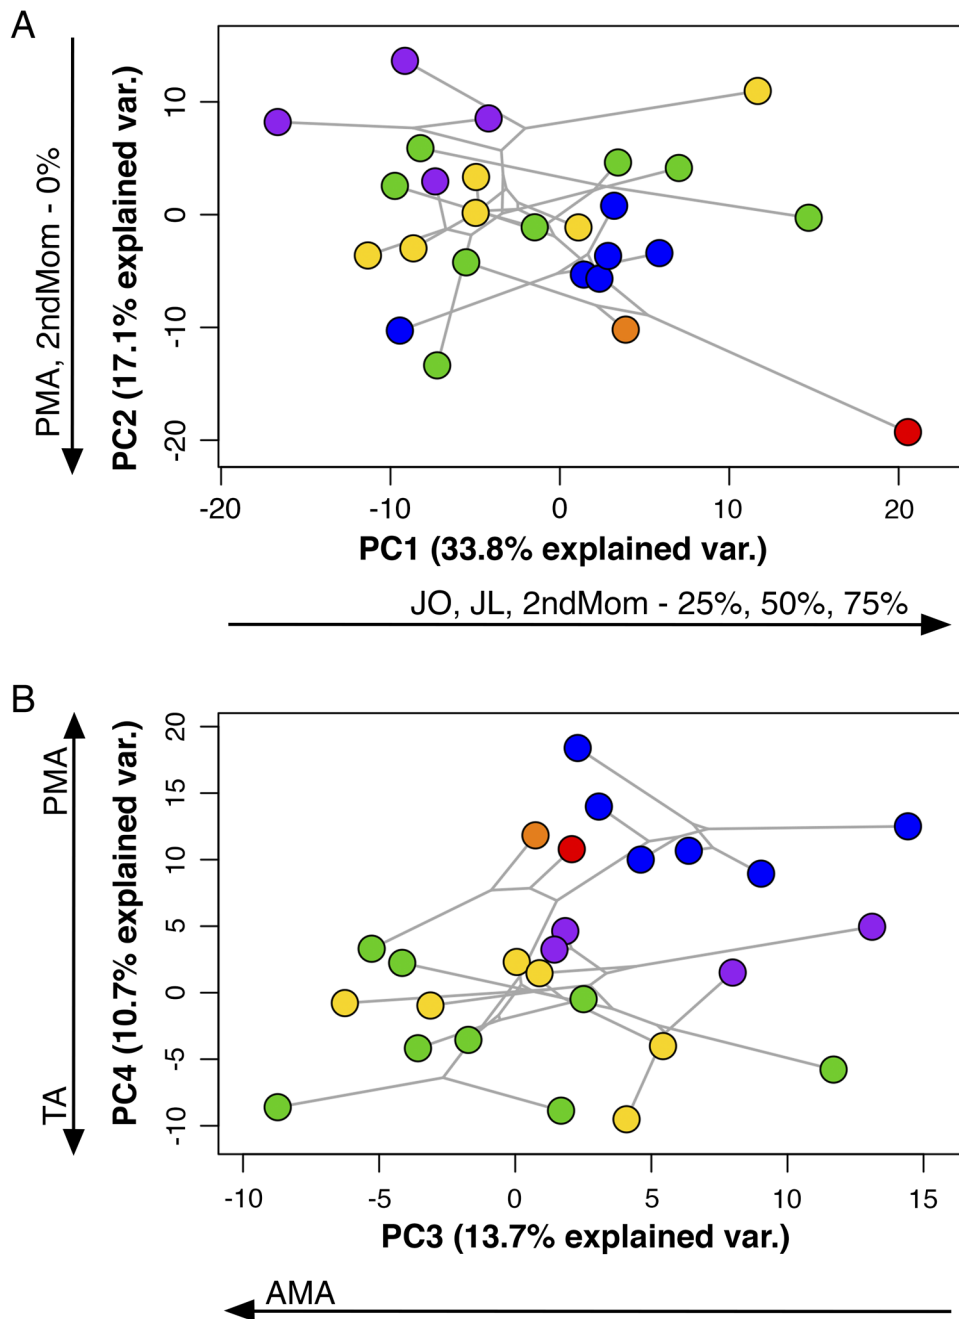 A
PMA, 2ndMom - 0%
PC2 (17.1% explained var.)
10
0
-10
-20
-20 -10 0 10 20
PC1 (33.8% explained var.)
JO, JL, 2ndMom - 25%, 50%, 75%
B
PMA
TA
PC4 (10.7% explained var.)
20
15
10
5
0
-5
-10
-10 -5 0 5 10 15
PC3 (13.7% explained var.)
AMA